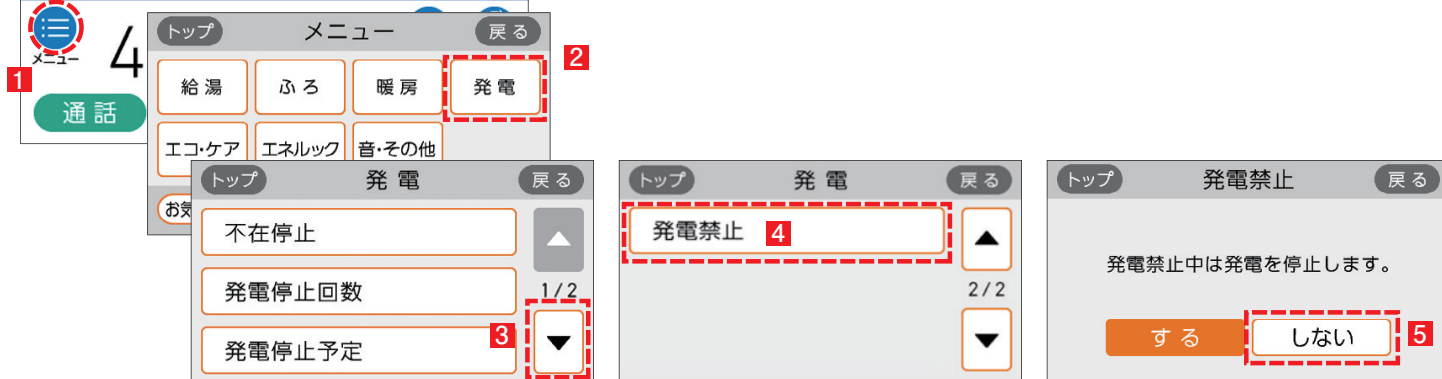 メニュー
4
1
通話
トップ メニュー 戻る
2
給湯 ふろ 暖房 発電
エコ・ケア エネルック 音・その他
お気
トップ 発電 戻る
不在停止
発電停止回数
1/2
発電停止予定
3
トップ 発電 戻る
発電禁止 4
2/2
トップ 発電禁止 戻る
発電禁止中は発電を停止します。
する しない 5